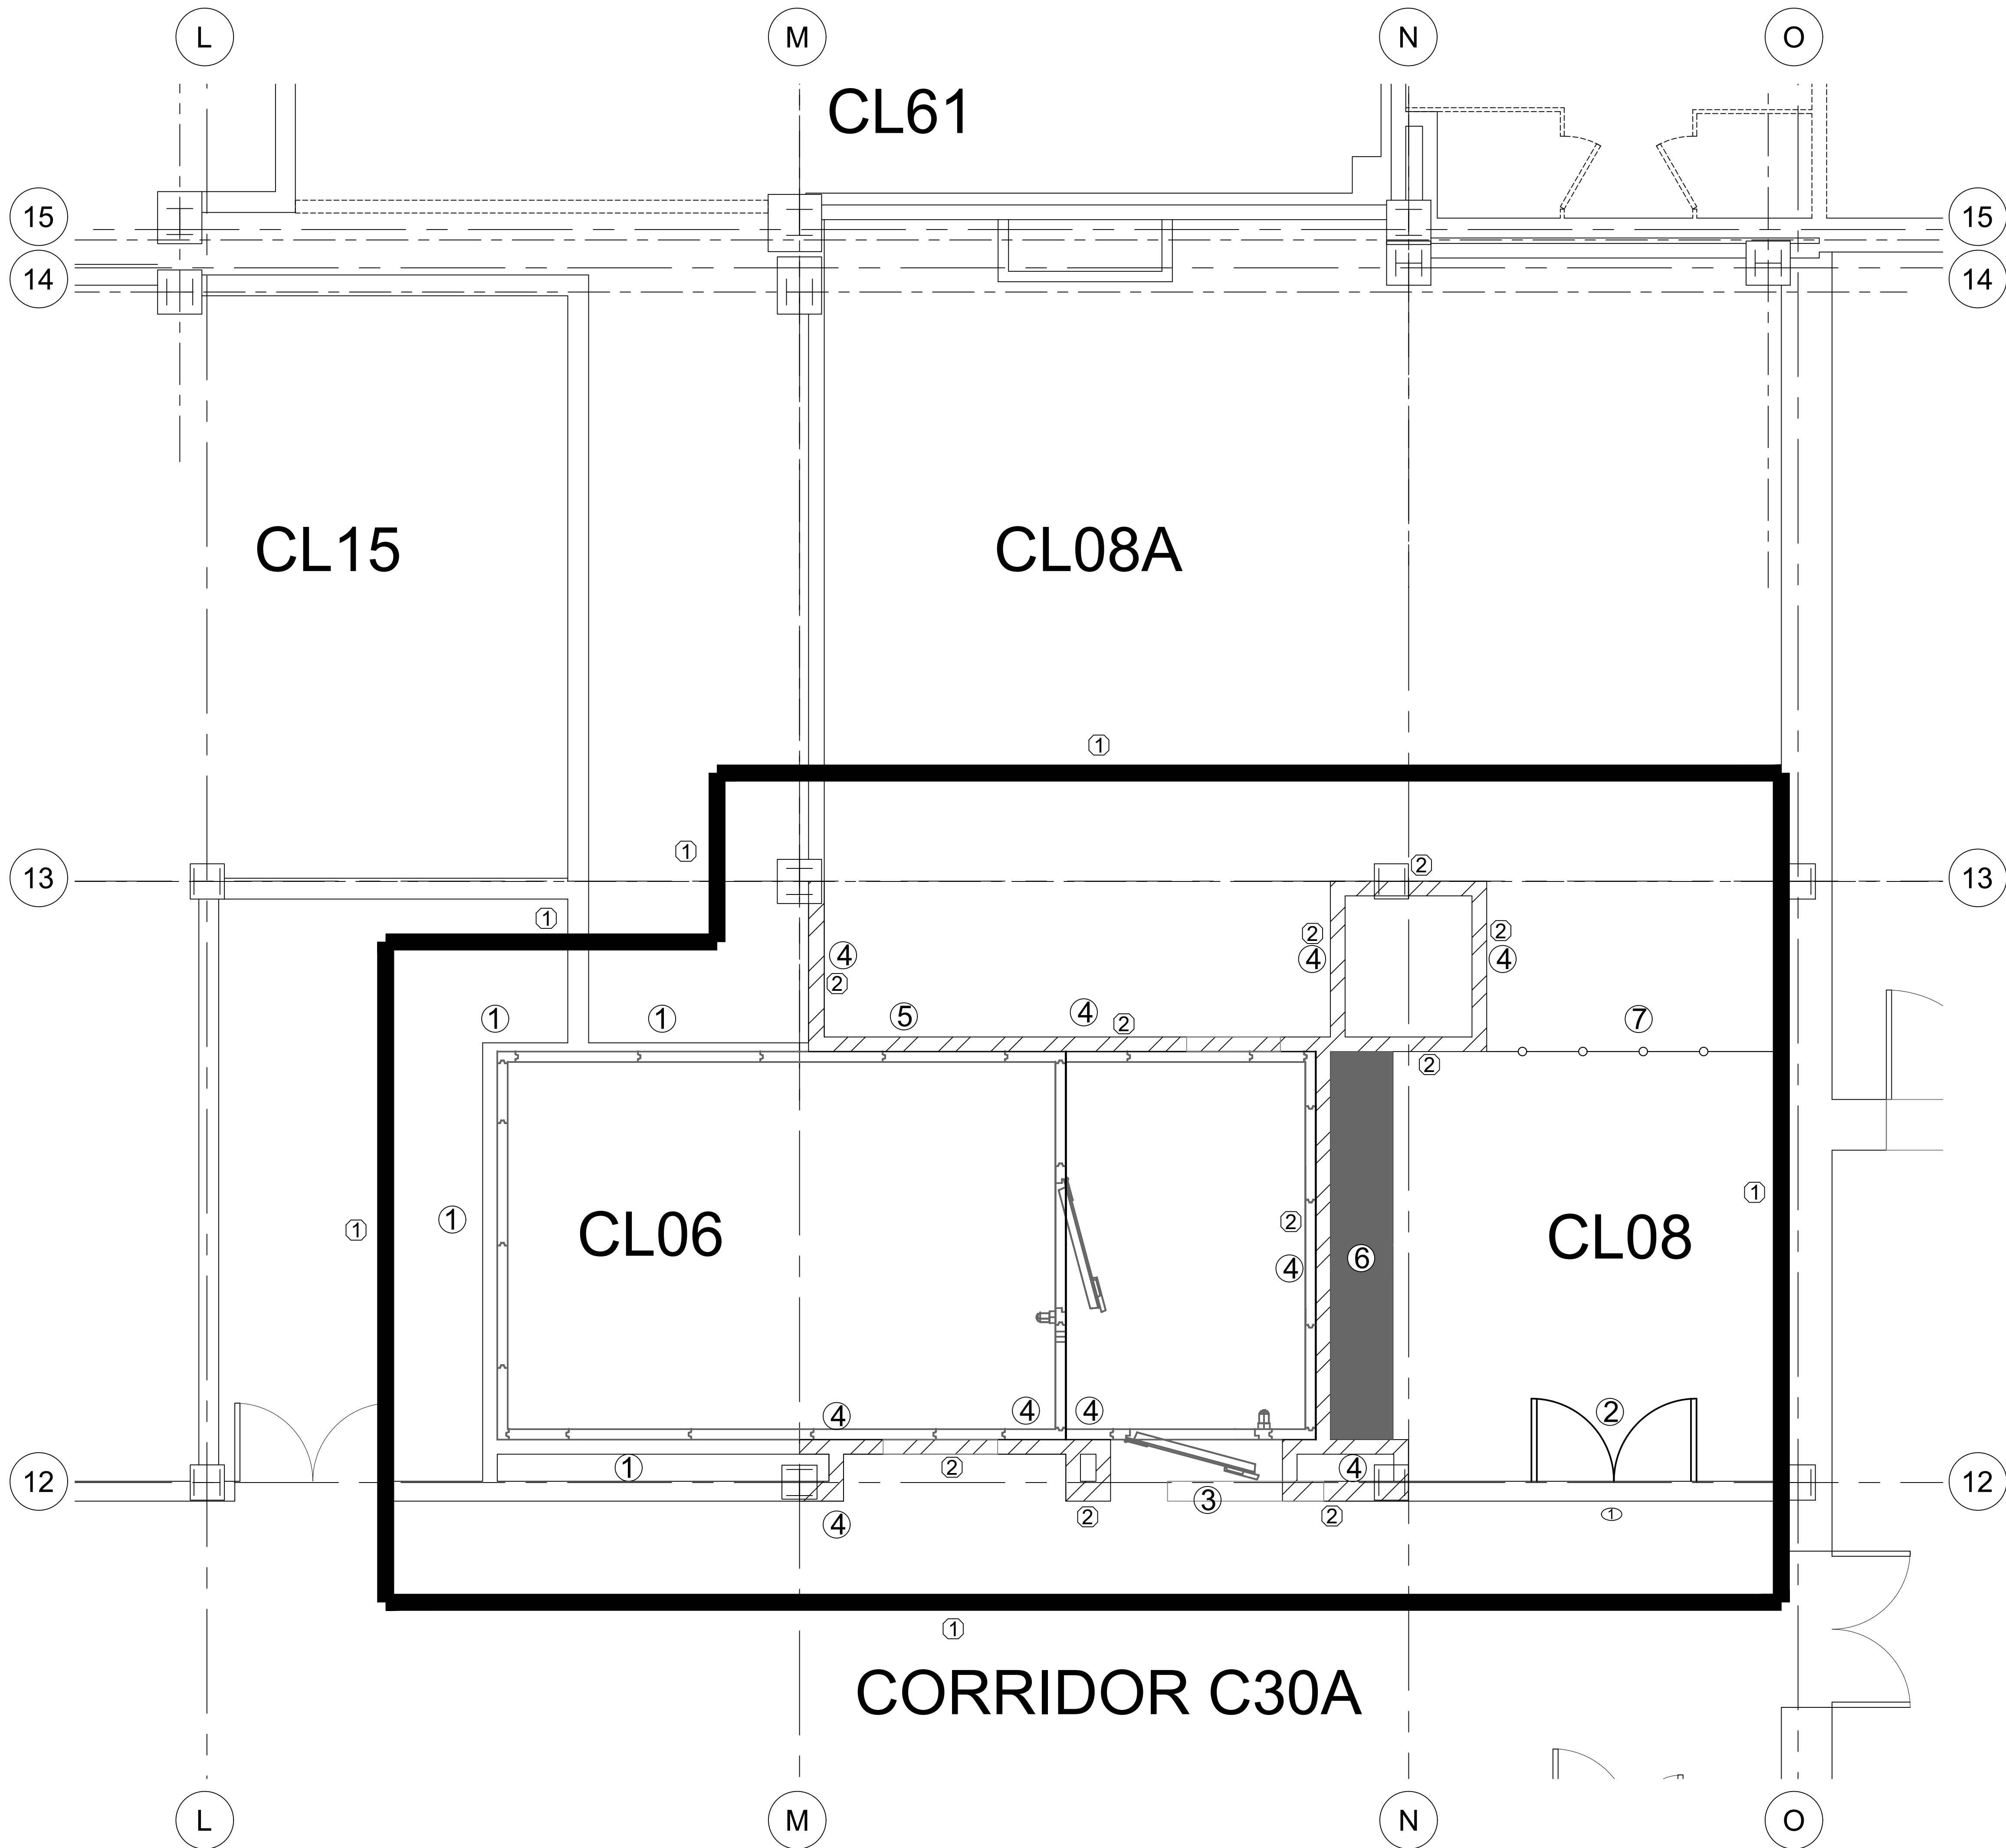 L M N O
CL61
15 15
14 14
CL15 CL08A
1
1 2
13 13
1 2 2
4 4 4
2
1 1 5 4 2 7
2
1 2 1
1 CL06 4 6 CL08
4 4 4 2
1 2 4
12 12
3
4 2 2 1
1
CORRIDOR C30A
L M N O